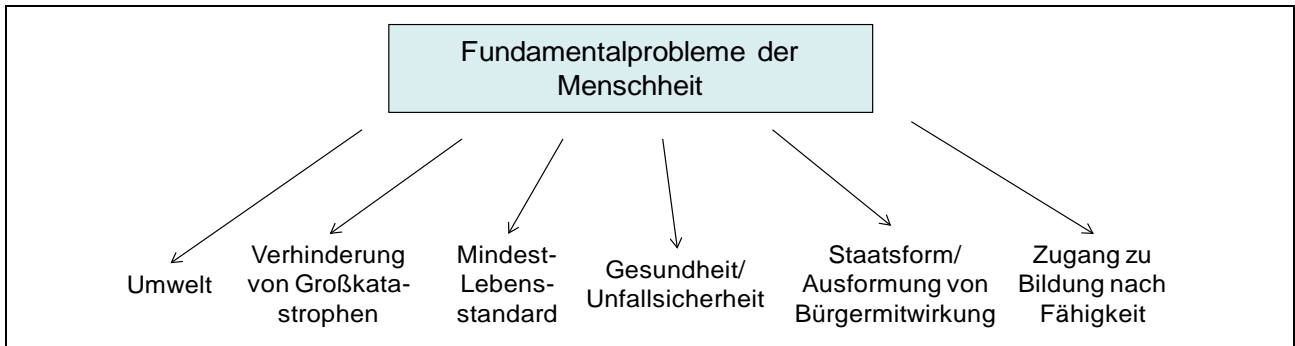 Fundamentalprobleme der
Menschheit
Umwelt
Verhinderung
von Großkata-
strophen
Mindest-
Lebens-
standard
Gesundheit/
Unfallsicherheit
Staatsform/
Ausformung von
Bürgermitwirkung
Zugang zu
Bildung nach
Fähigkeit